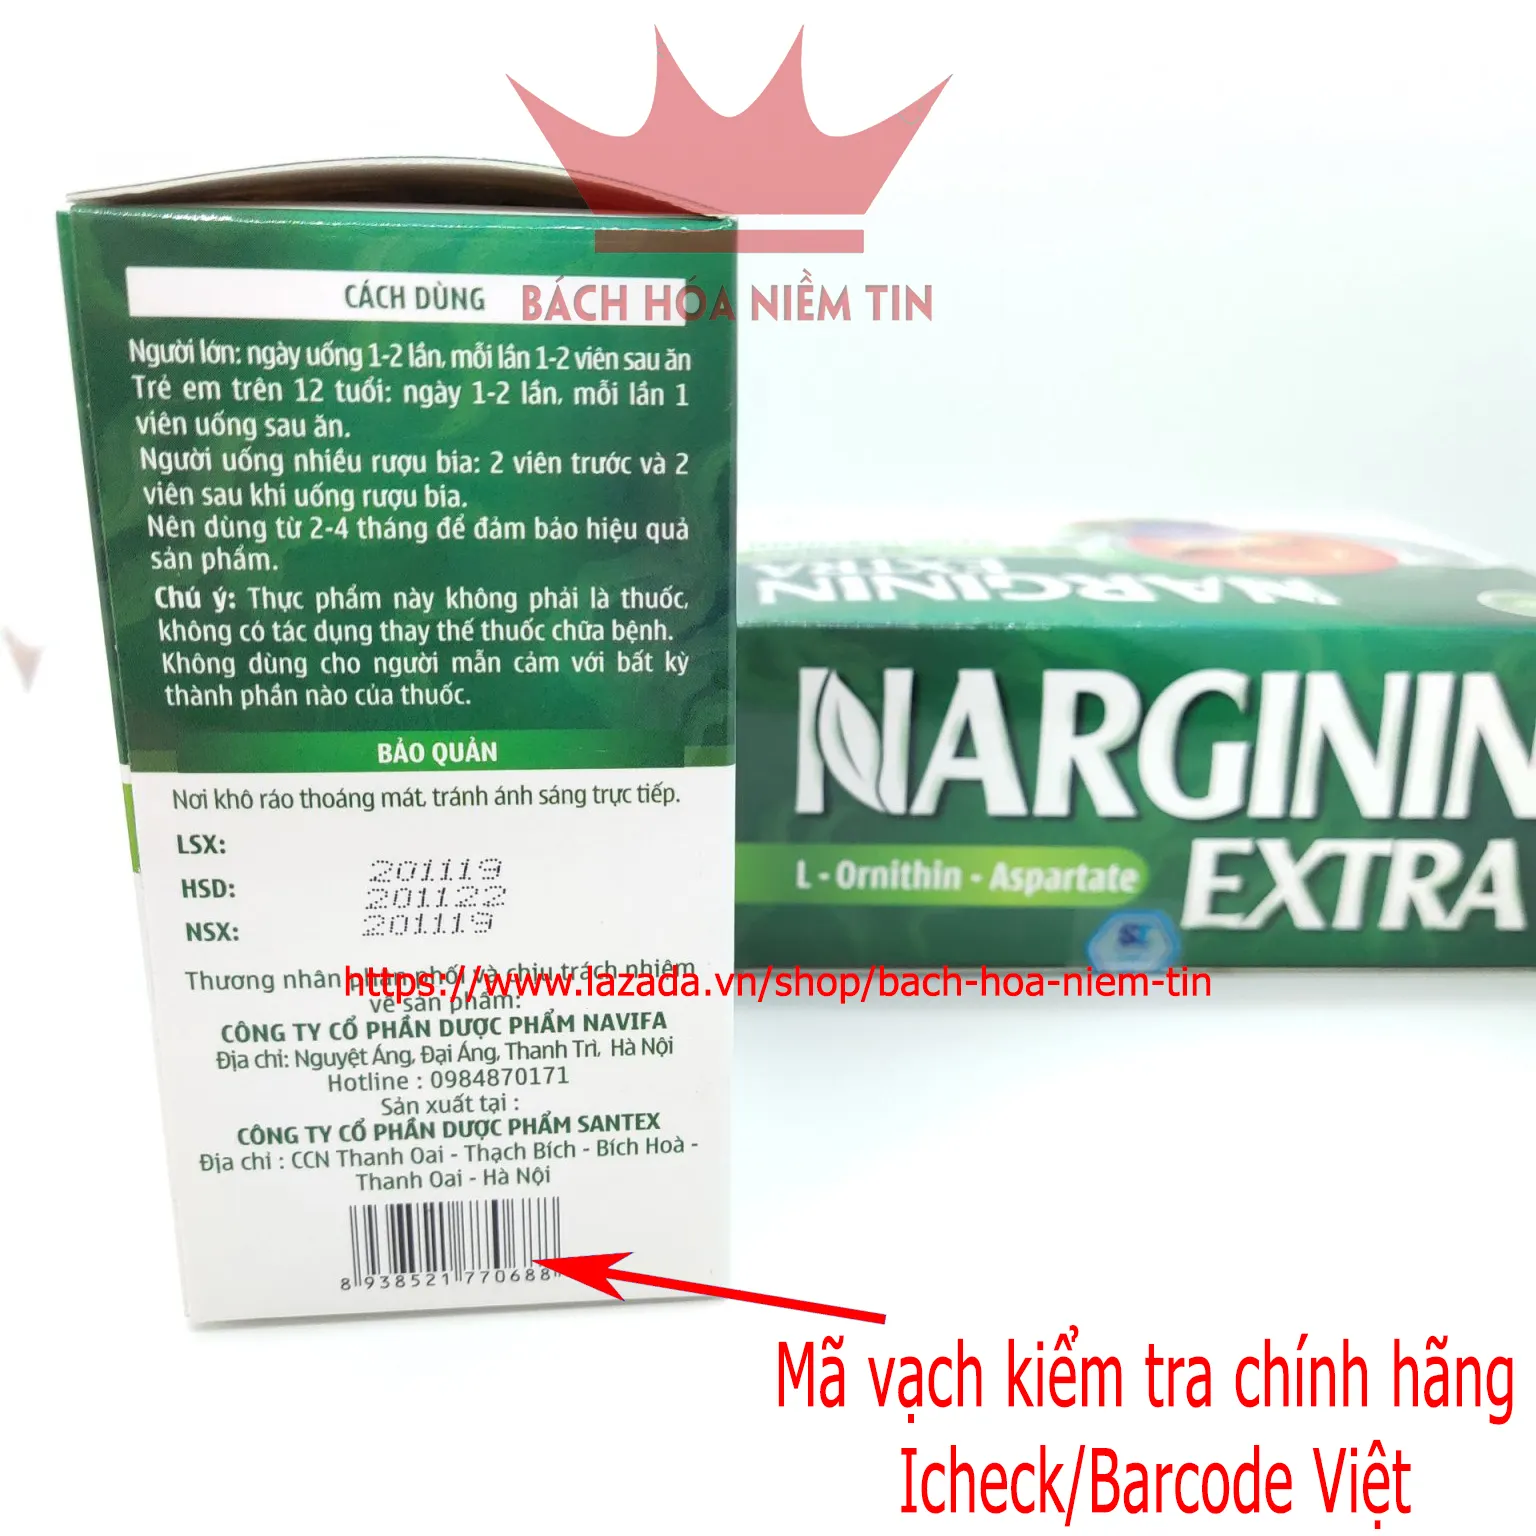 BÁCH HÓA NIỀM TIN
CÁCH DÙNG
Người lớn: ngày uống 1-2 lần, mỗi lần 1-2 viên sau ăn
Trẻ em trên 12 tuổi: ngày 1-2 lần, mỗi lần 1
viên uống sau ăn.
Người uống nhiều rượu bia: 2 viên trước và 2
viên sau khi uống rượu bia.
Nên dùng từ 2-4 tháng để đảm bảo hiệu quả
sản phẩm.
Chú ý: Thực phẩm này không phải là thuốc,
không có tác dụng thay thế thuốc chữa bệnh.
Không dùng cho người mẫn cảm với bất kỳ
thành phần nào của thuốc.
BẢO QUẢN
Nơi khô ráo thoáng mát, tránh ánh sáng trực tiếp.
LSX: 201119
HSD: 201122
NSX: 201119
Thương nhân phân phối và chịu trách nhiệm
về sản phẩm:
CÔNG TY CỔ PHẦN DƯỢC PHẨM NAVIFA
Địa chỉ: Nguyệt Áng, Đại Áng, Thanh Trì, Hà Nội
Hotline : 0984870171
Sản xuất tại :
CÔNG TY CỔ PHẦN DƯỢC PHẨM SANTEX
Địa chỉ : CCN Thanh Oai - Thạch Bích - Bích Hoà -
Thanh Oai - Hà Nội
8 938521 770688
NARGININ
EXTRA
NARGININ
EXTRA
L - Ornithin - Aspartate
https://www.lazada.vn/shop/bach-hoa-niem-tin
Mã vạch kiểm tra chính hãng
Icheck/Barcode Việt